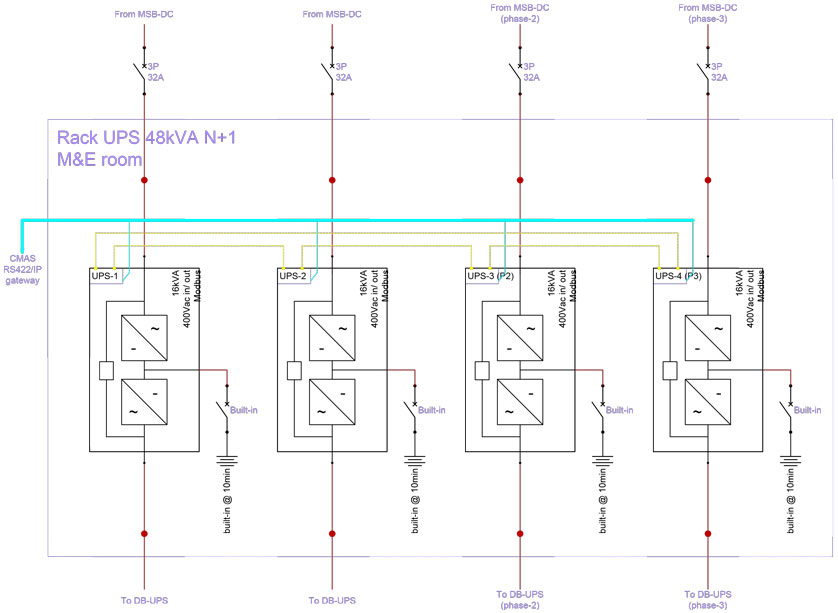 From MSB-DC
From MSB-DC
From MSB-DC
(phase-2)
From MSB-DC
(phase-3)
3P
32A
3P
32A
3P
32A
3P
32A
Rack UPS 48kVA N+1
M&E room
CMAS
RS422/IP
gateway
UPS-1
16kVA
400Vac in/ out
Modbus
UPS-2
16kVA
400Vac in/ out
Modbus
UPS-3 (P2)
16kVA
400Vac in/ out
Modbus
UPS-4 (P3)
16kVA
400Vac in/ out
Modbus
~
-
~
-
~
-
~
-
-
~
-
~
-
~
-
~
Built-in
Built-in
Built-in
Built-in
built-in @ 10min
built-in @ 10min
built-in @ 10min
built-in @ 10min
To DB-UPS
To DB-UPS
To DB-UPS
(phase-2)
To DB-UPS
(phase-3)